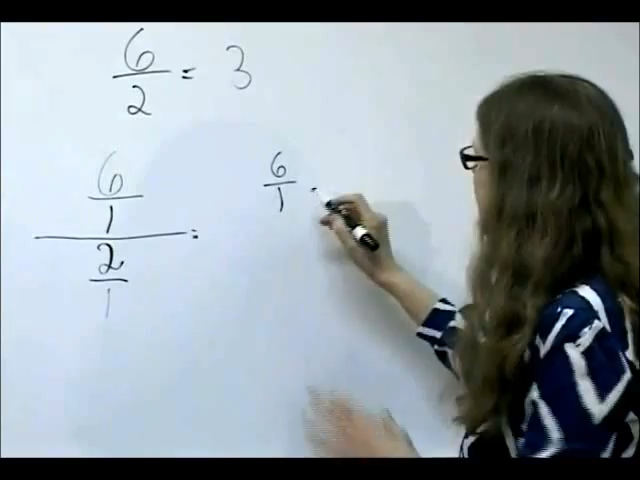 6/2 = 3
6/1 / 2/1 = 6/1 ·